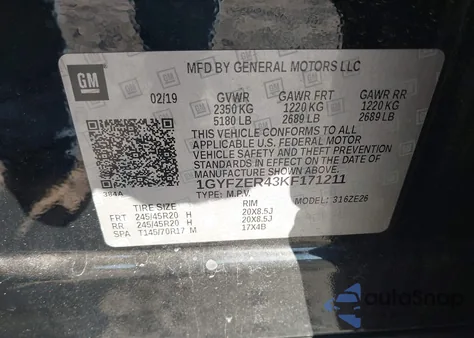 MFD BY GENERAL MOTORS LLC
GM
02/19 GVWR GAWR FRT GAWR RR
2350 KG 1220 KG 1220 KG
5180 LB 2689 LB 2689 LB
THIS VEHICLE CONFORMS TO ALL
APPLICABLE U.S. FEDERAL MOTOR
VEHICLE SAFETY AND THEFT PREVENTION
STANDARDS IN EFFECT ON THE DATE OF
MANUFACTURE SHOWN ABOVE.
1GYFZER43KF171211
384A TYPE: M.P.V. MODEL: 316ZE26
TIRE SIZE RIM
FRT 245/45R20 H 20X8.5J
RR 245/45R20 H 20X8.5J
SPA T145/70R17 M 17X4B
autoSnap